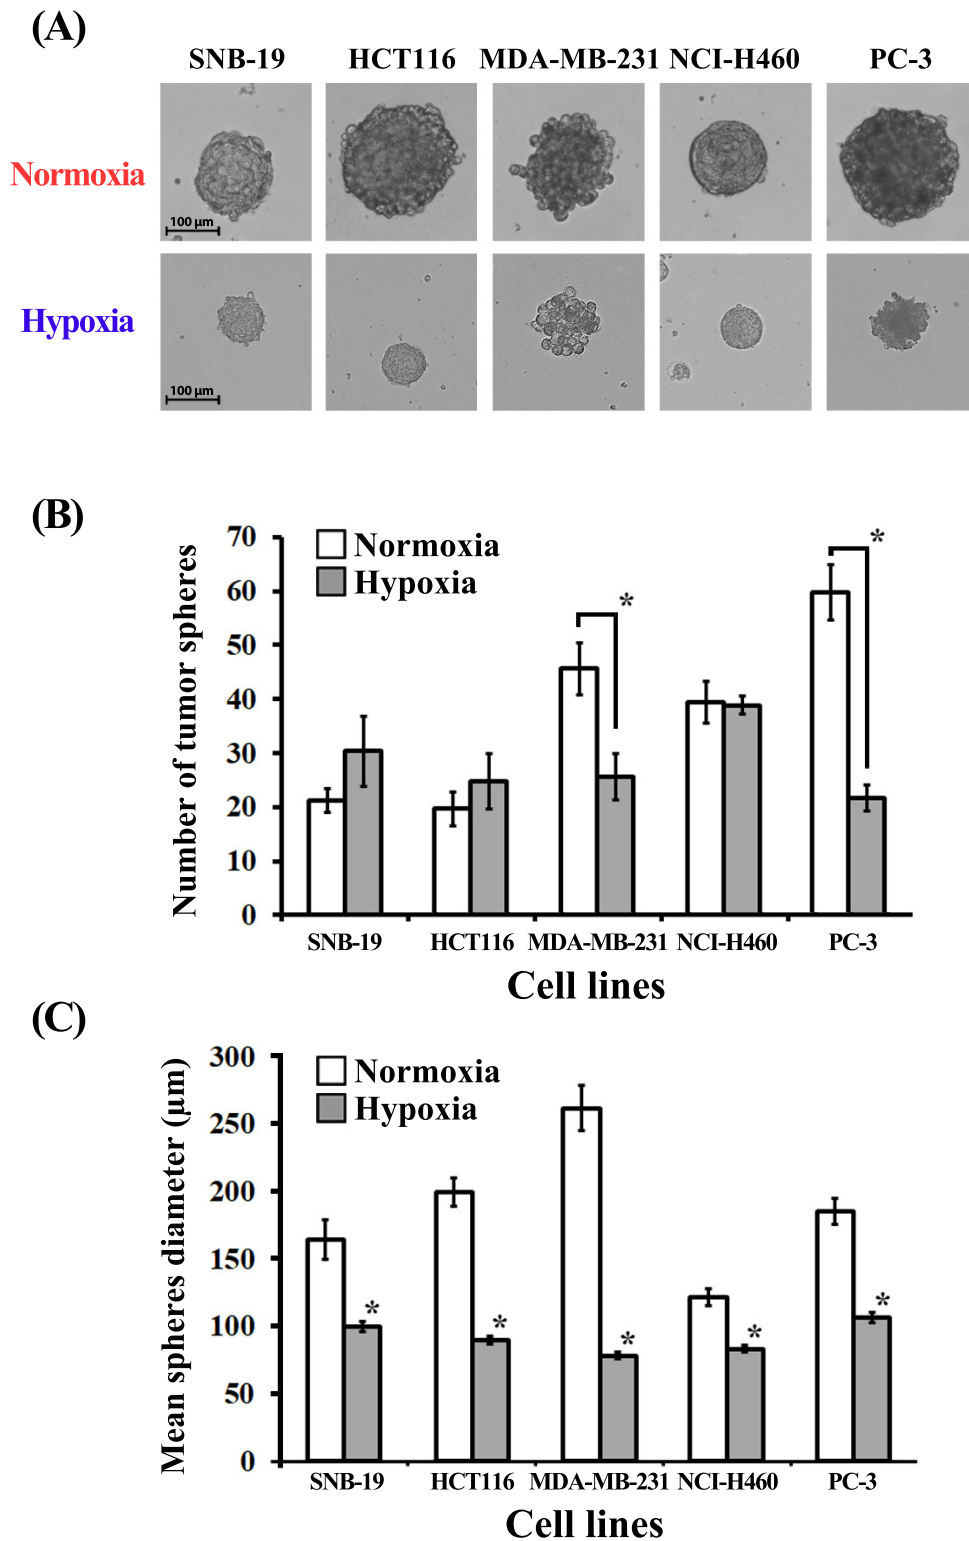 (A)
SNB-19 HCT116 MDA-MB-231 NCI-H460 PC-3
Normoxia
100 µm
Hypoxia
100 µm
(B)
Number of tumor spheres
70
60
50
40
30
20
10
0
Normoxia
Hypoxia
*
*
SNB-19 HCT116 MDA-MB-231 NCI-H460 PC-3
Cell lines
(C)
Mean spheres diameter (µm)
300
250
200
150
100
50
0
Normoxia
Hypoxia
*
*
*
*
*
SNB-19 HCT116 MDA-MB-231 NCI-H460 PC-3
Cell lines